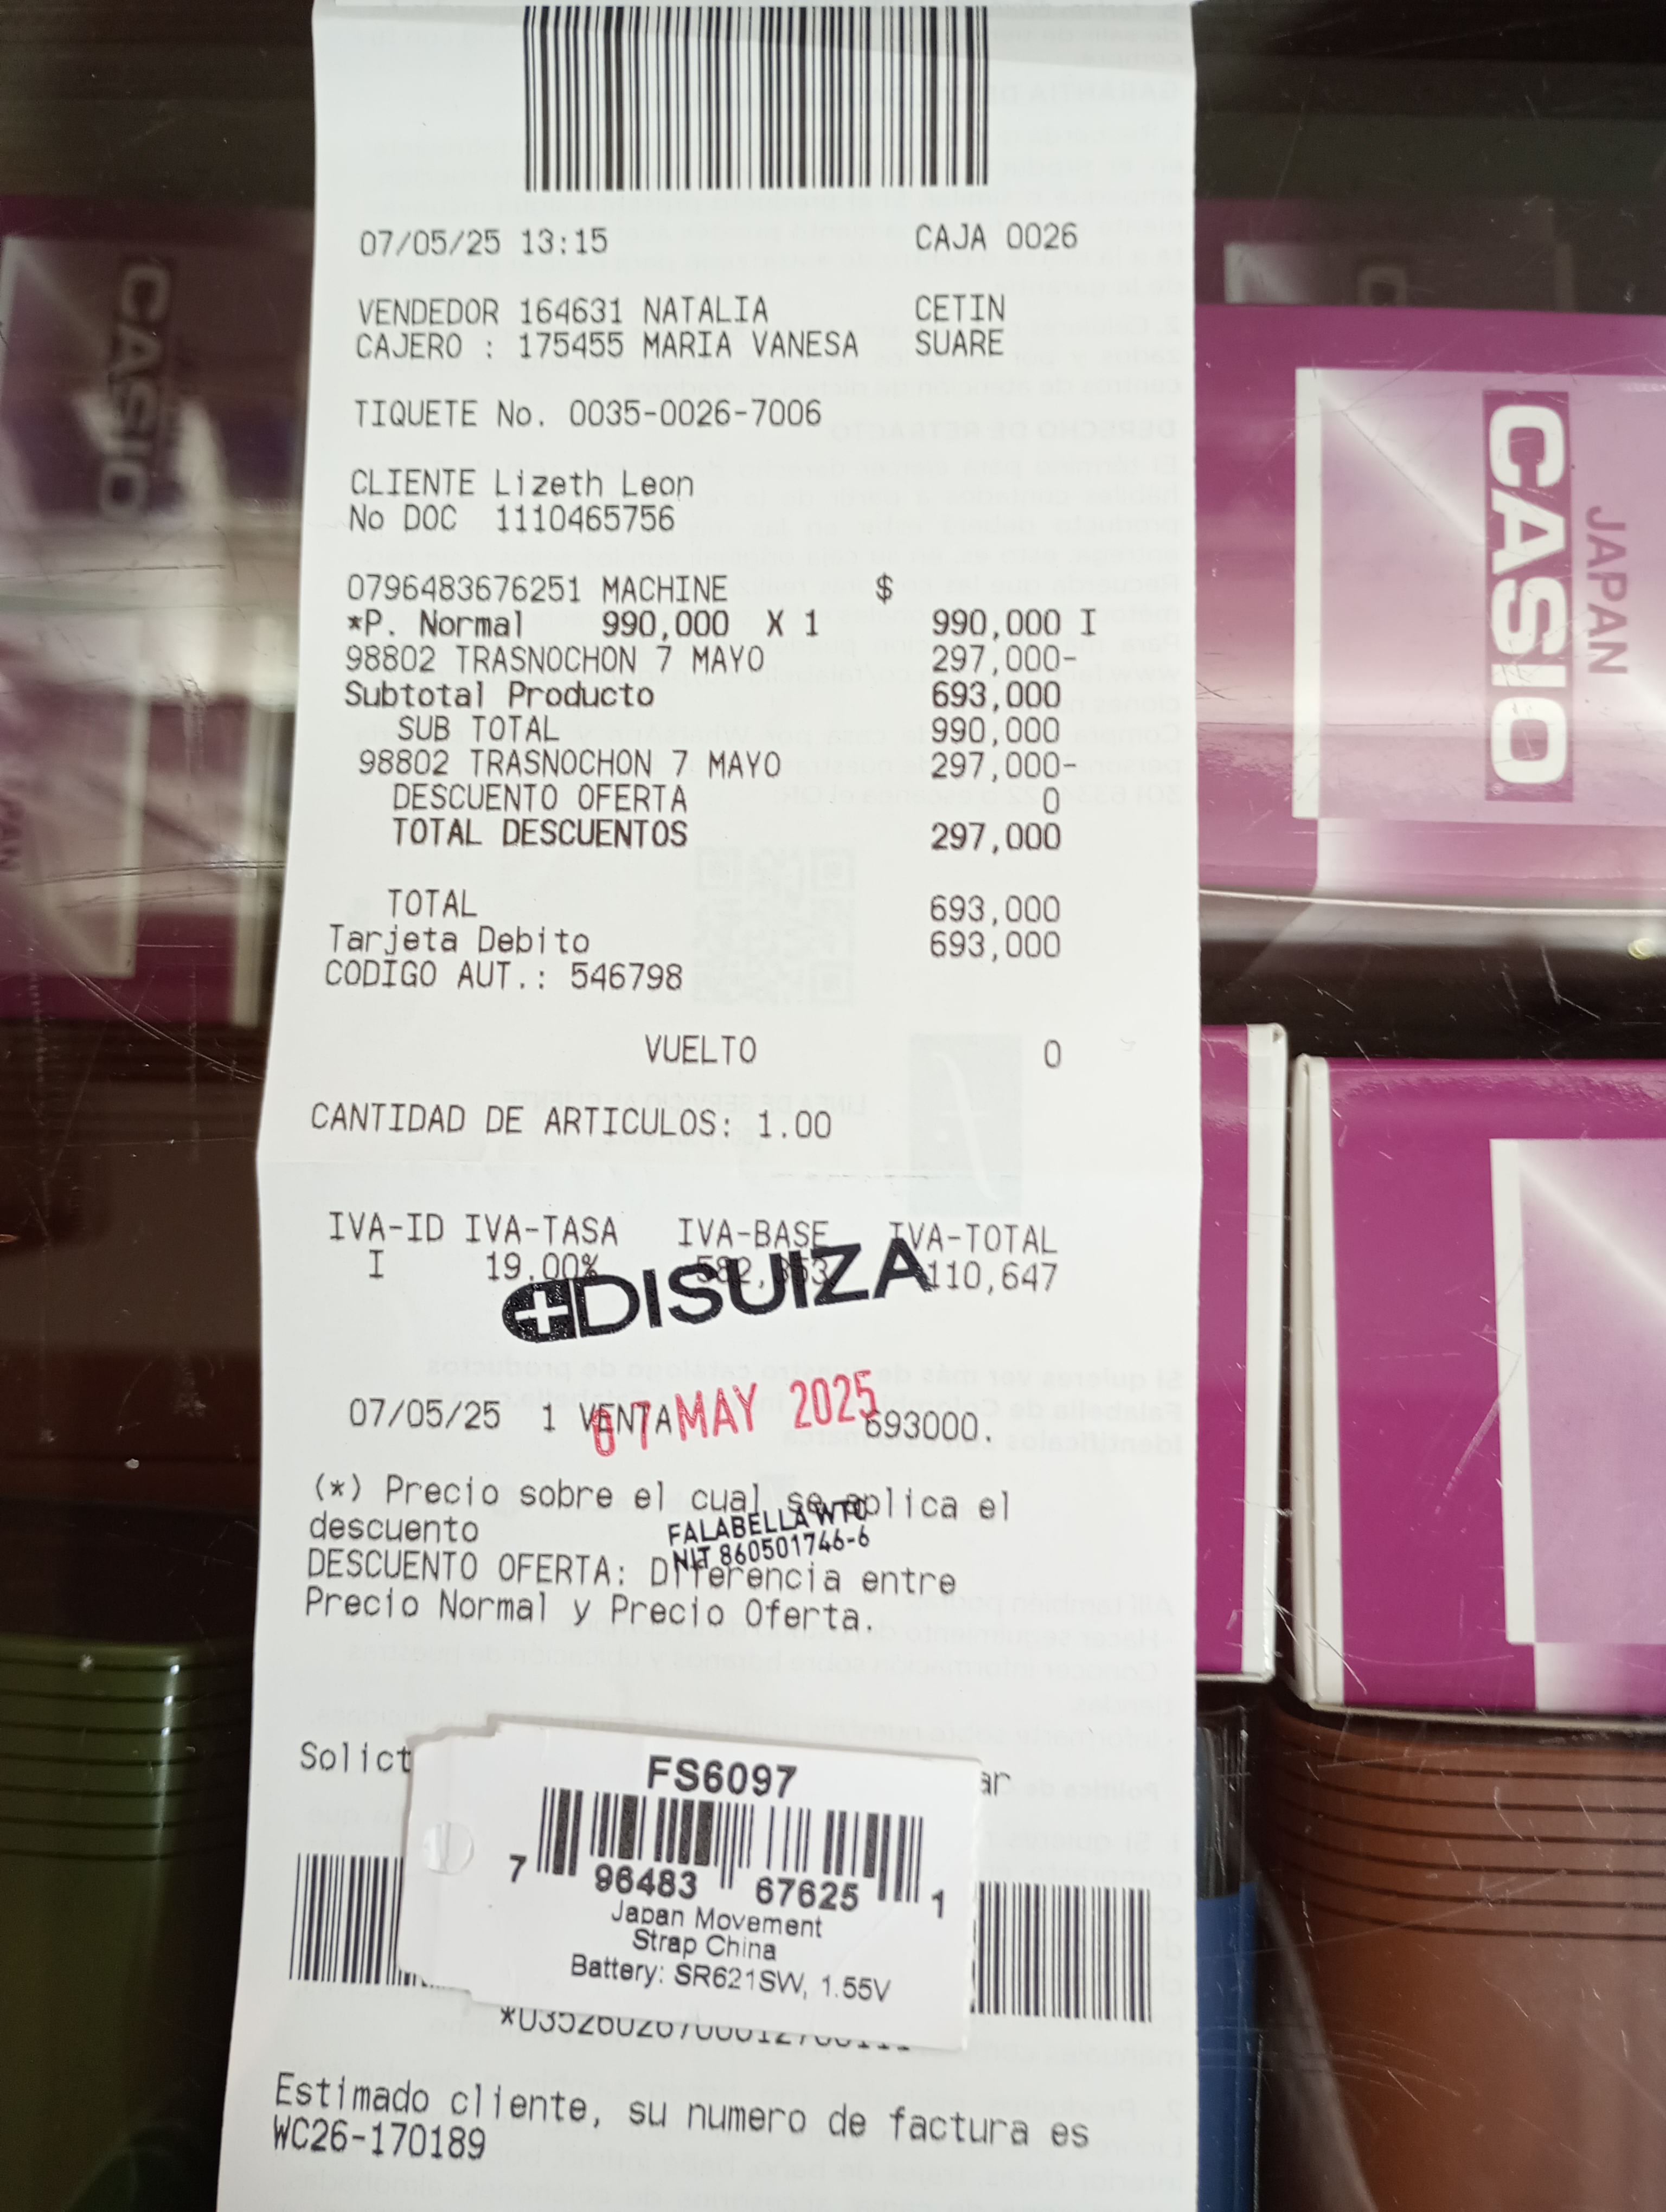 07/05/25 13:15 CAJA 0026
VENDEDOR 164631 NATALIA CETIN
CAJERO : 175455 MARIA VANESA SUARE
TIQUETE No. 0035-0026-7006
CLIENTE Lizeth Leon
No DOC 1110465756
0796483676251 MACHINE $
*P. Normal 990,000 X 1 990,000 I
98802 TRASNOCHON 7 MAYO 297,000-
Subtotal Producto 693,000
SUB TOTAL 990,000
98802 TRASNOCHON 7 MAYO 297,000-
DESCUENTO OFERTA 0
TOTAL DESCUENTOS 297,000
TOTAL 693,000
Tarjeta Debito 693,000
CODIGO AUT.: 546798
VUELTO 0
CANTIDAD DE ARTICULOS: 1.00
IVA-ID IVA-TASA IVA-BASE IVA-TOTAL
I 19.00% 110,647
DISUIZA
07 MAY 2025
07/05/25 1 VENTA 693000.
(*) Precio sobre el cual se aplica el
descuento
FALABELLA WTC
NIT 860501746-6
DESCUENTO OFERTA: Diferencia entre
Precio Normal y Precio Oferta.
FS6097
7 96483 67625 1
Japan Movement
Strap China
Battery: SR621SW, 1.55V
Estimado cliente, su numero de factura es
WC26-170189
CASIO
JAPAN
CASIO